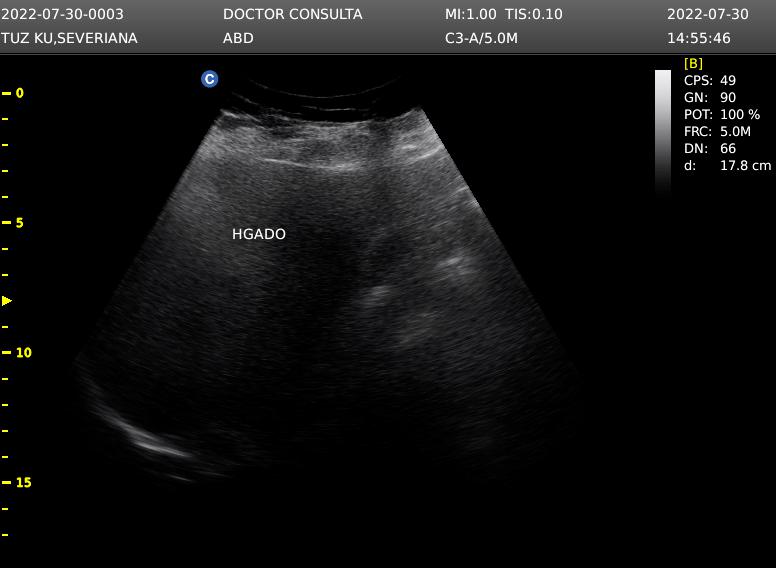 2022-07-30-0003 DOCTOR CONSULTA MI:1.00 TIS:0.10 2022-07-30
TUZ KU,SEVERIANA ABD C3-A/5.0M 14:55:46
C
[B]
CPS: 49
GN: 90
POT: 100 %
FRC: 5.0M
DN: 66
d: 17.8 cm
0
5
HGADO
10
15